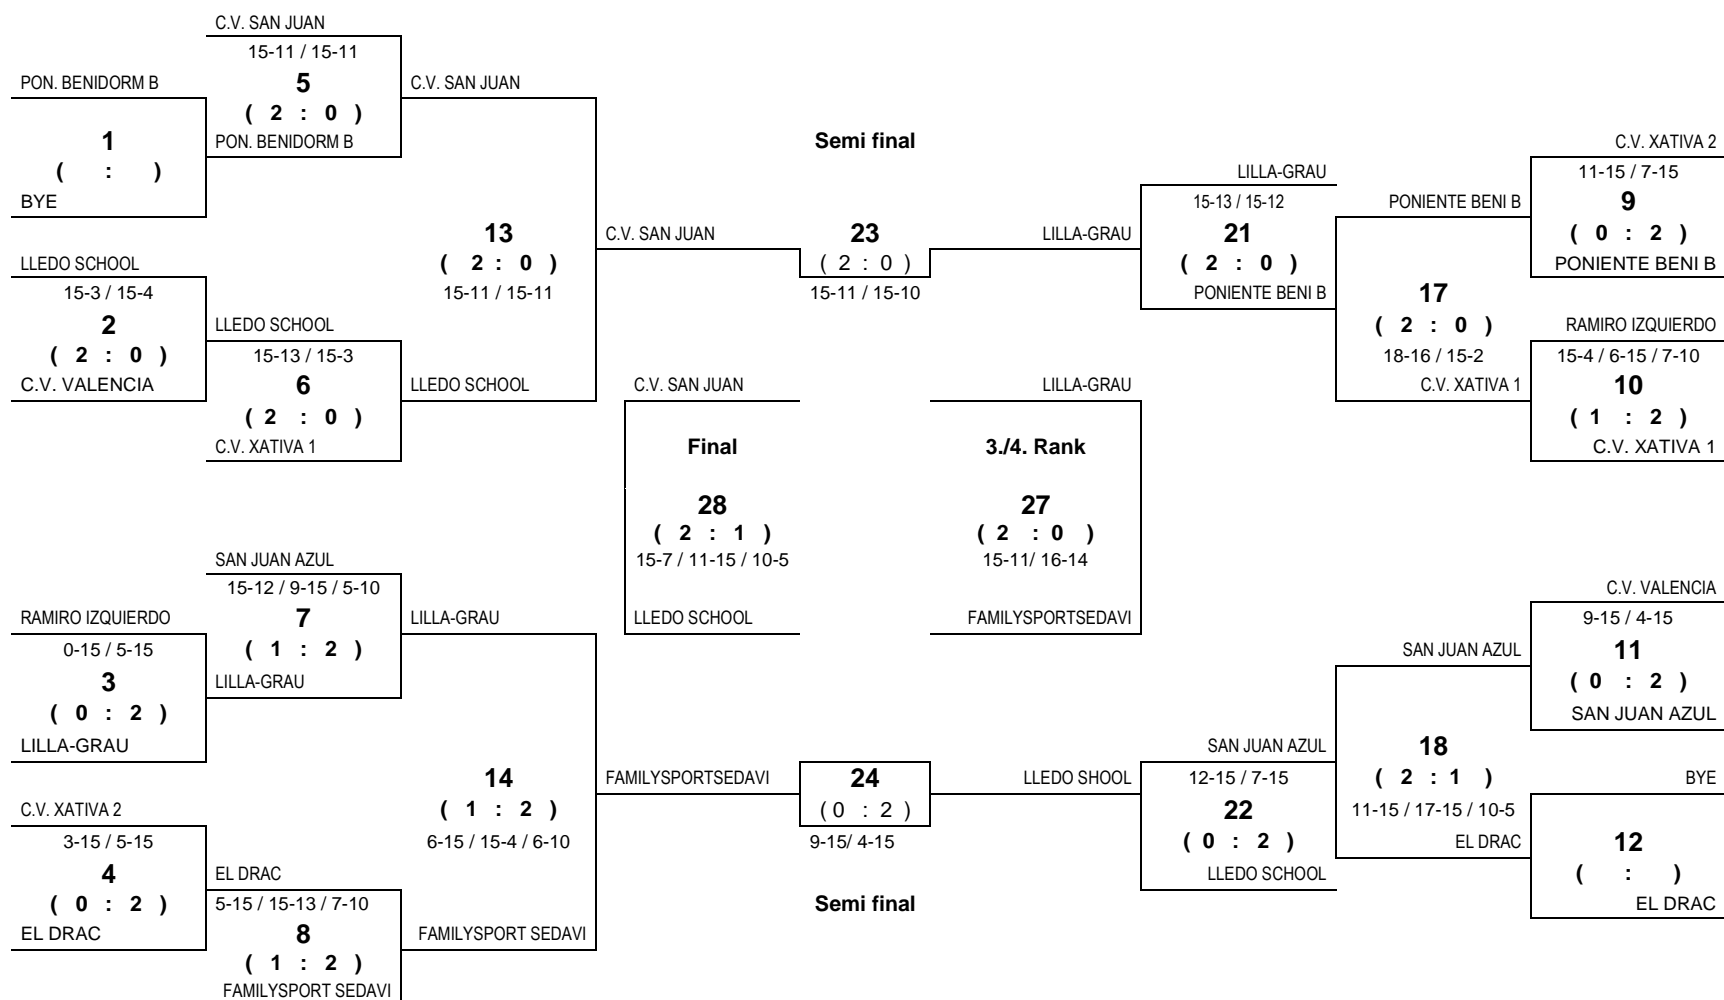 C.V. SAN JUAN
15-11 / 15-11
PON. BENIDORM B
5
C.V. SAN JUAN
( 2 : 0 )
1
PON. BENIDORM B
Semi final
C.V. XATIVA 2
( : )
LILLA-GRAU
11-15 / 7-15
BYE
15-13 / 15-12
PONIENTE BENI B
9
13
C.V. SAN JUAN
23
LILLA-GRAU
21
( 0 : 2 )
LLEDO SCHOOL
( 2 : 0 )
( 2 : 0 )
( 2 : 0 )
PONIENTE BENI B
15-3 / 15-4
15-11 / 15-11
15-11 / 15-10
PONIENTE BENI B
17
2
LLEDO SCHOOL
( 2 : 0 )
RAMIRO IZQUIERDO
( 2 : 0 )
15-13 / 15-3
18-16 / 15-2
15-4 / 6-15 / 7-10
C.V. VALENCIA
6
LLEDO SCHOOL
C.V. SAN JUAN
LILLA-GRAU
C.V. XATIVA 1
10
( 2 : 0 )
( 1 : 2 )
C.V. XATIVA 1
Final
3./4. Rank
C.V. XATIVA 1
28
27
( 2 : 1 )
( 2 : 0 )
SAN JUAN AZUL
15-7 / 11-15 / 10-5
15-11/ 16-14
15-12 / 9-15 / 5-10
C.V. VALENCIA
RAMIRO IZQUIERDO
7
LILLA-GRAU
LLEDO SCHOOL
FAMILYSPORTSEDAVI
9-15 / 4-15
0-15 / 5-15
( 1 : 2 )
SAN JUAN AZUL
11
3
LILLA-GRAU
( 0 : 2 )
( 0 : 2 )
SAN JUAN AZUL
LILLA-GRAU
SAN JUAN AZUL
18
14
FAMILYSPORTSEDAVI
24
LLEDO SHOOL
12-15 / 7-15
( 2 : 1 )
BYE
C.V. XATIVA 2
( 1 : 2 )
( 0 : 2 )
22
11-15 / 17-15 / 10-5
3-15 / 5-15
6-15 / 15-4 / 6-10
9-15/ 4-15
( 0 : 2 )
EL DRAC
12
4
EL DRAC
LLEDO SCHOOL
( : )
( 0 : 2 )
5-15 / 15-13 / 7-10
Semi final
EL DRAC
EL DRAC
8
FAMILYSPORT SEDAVI
( 1 : 2 )
FAMILYSPORT SEDAVI